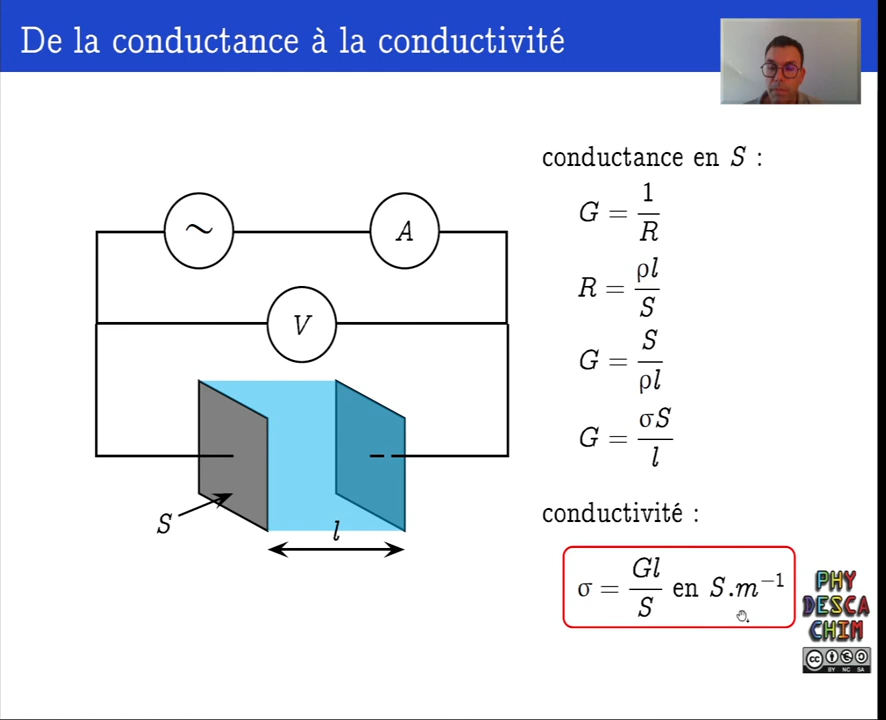 De la conductance à la conductivité
conductance en S :
G = 1/R
R = ρl/S
G = S/ρl
G = σS/l
conductivité :
σ = Gl/S en S.m⁻¹
~
A
V
S
l
PHY
DESCA
CHIM
cc
BY NC SA